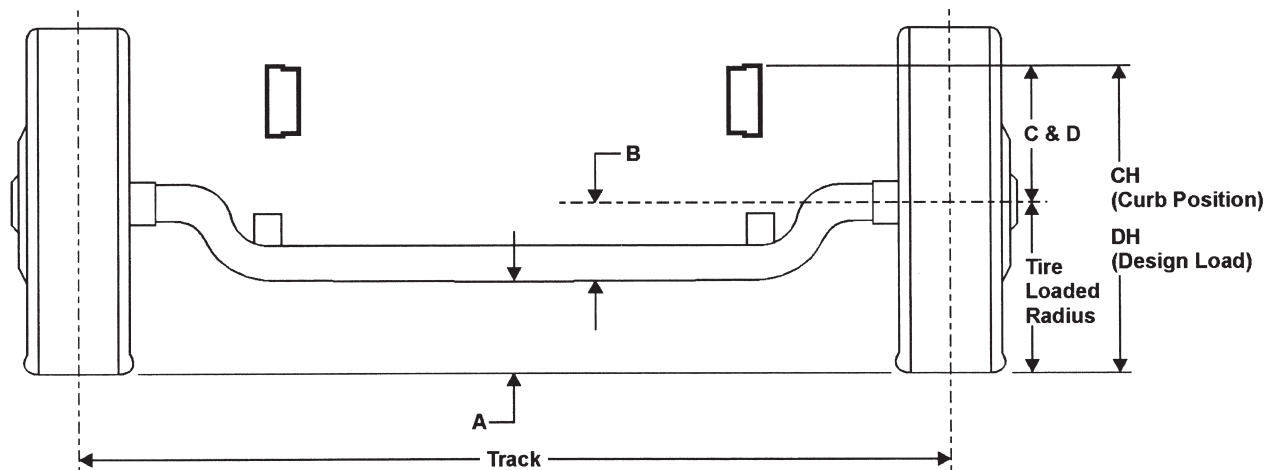 B
C & D
CH
(Curb Position)
DH
(Design Load)
Tire
Loaded
Radius
A
Track